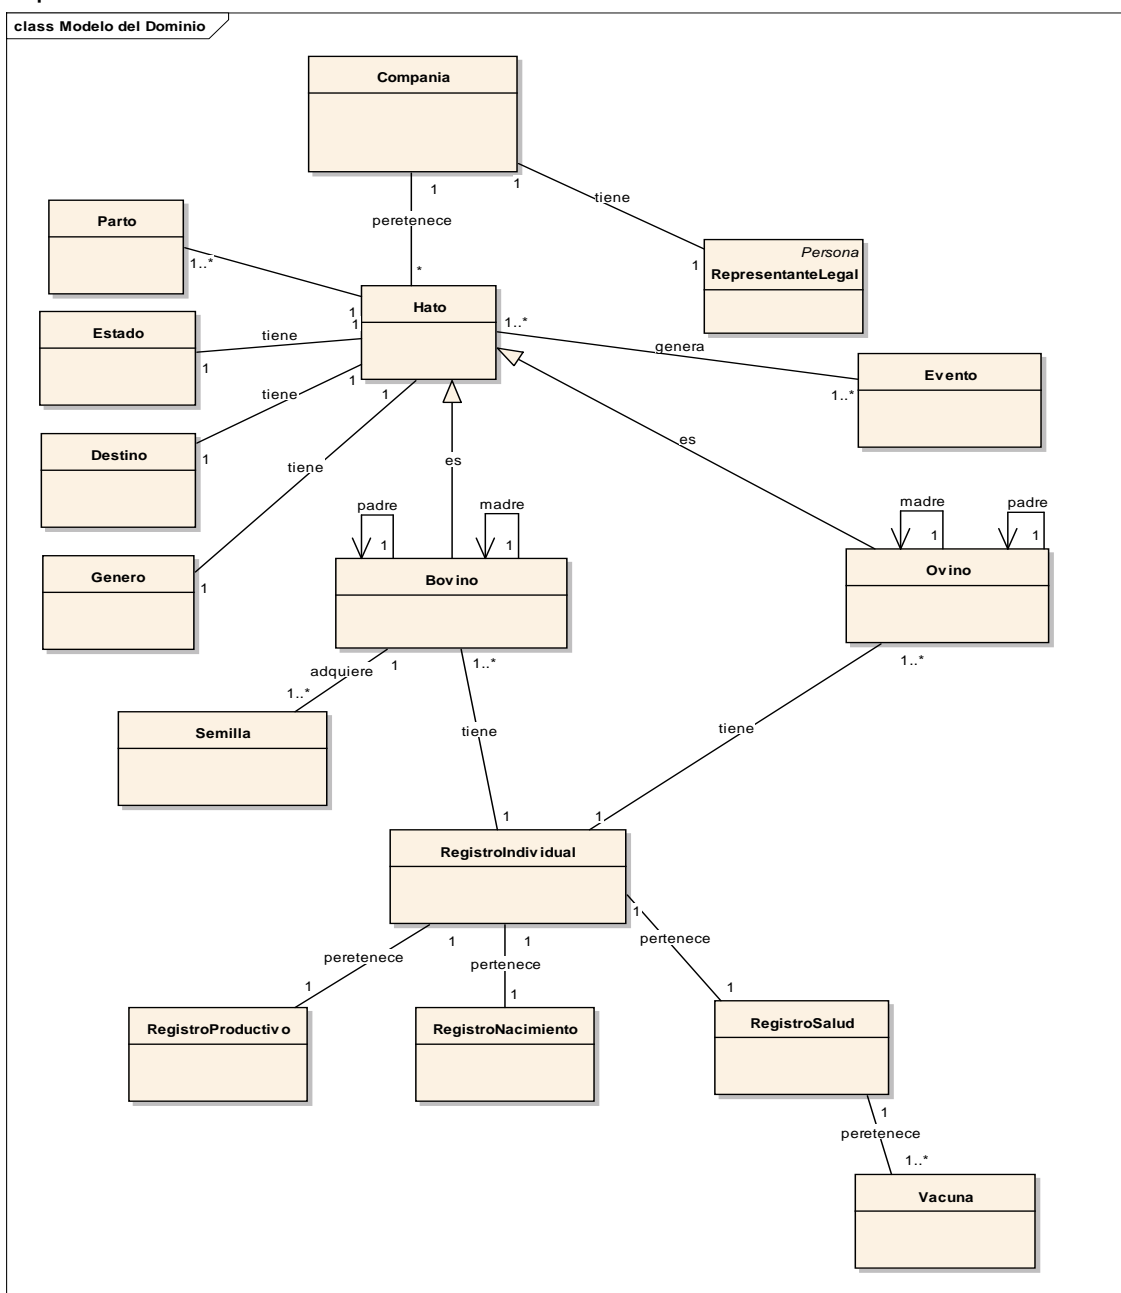 class Modelo del Dominio
Compania
1
1
tiene
peretenece
Parto
1..*
Persona
RepresentanteLegal
1
*
Hato
1
1
1..*
Estado
tiene
1
genera
Evento
1..*
1
1
tiene
Destino
1
es
es
tiene
padre
1
madre
1
madre
1
padre
1
Genero
1
Bovino
Ovino
adquiere
1
1..*
1..*
1..*
Semilla
tiene
tiene
1
1
RegistroIndividual
1
1
1
peretenece
pertenece
pertenece
1
1
1
RegistroProductivo
RegistroNacimiento
RegistroSalud
1
peretenece
1..*
Vacuna